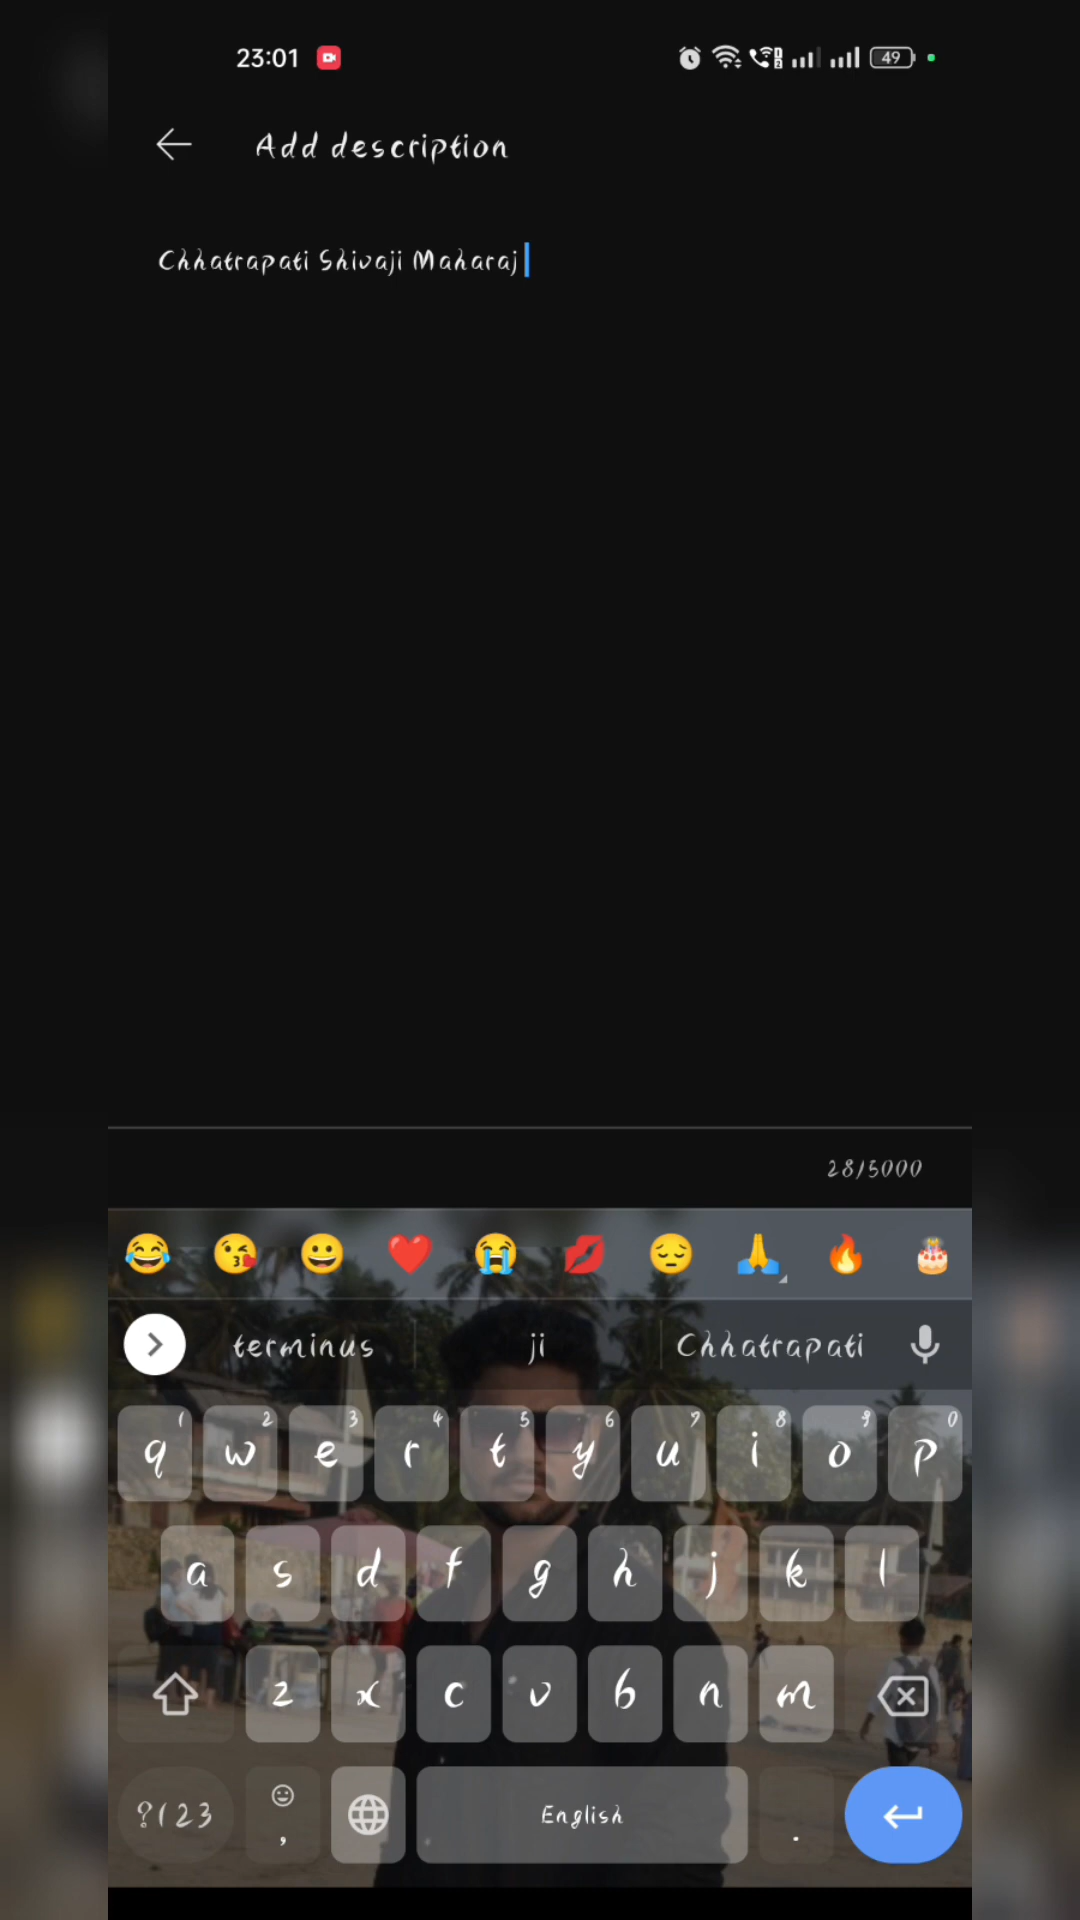 23:01
49
Add description
Chhatrapati Shivaji Maharaj
28/5000
terminus ji Chhatrapati
1 2 3 4 5 6 7 8 9 0
q w e r t y u i o p
a s d f g h j k l
z x c v b n m
?123 , English .